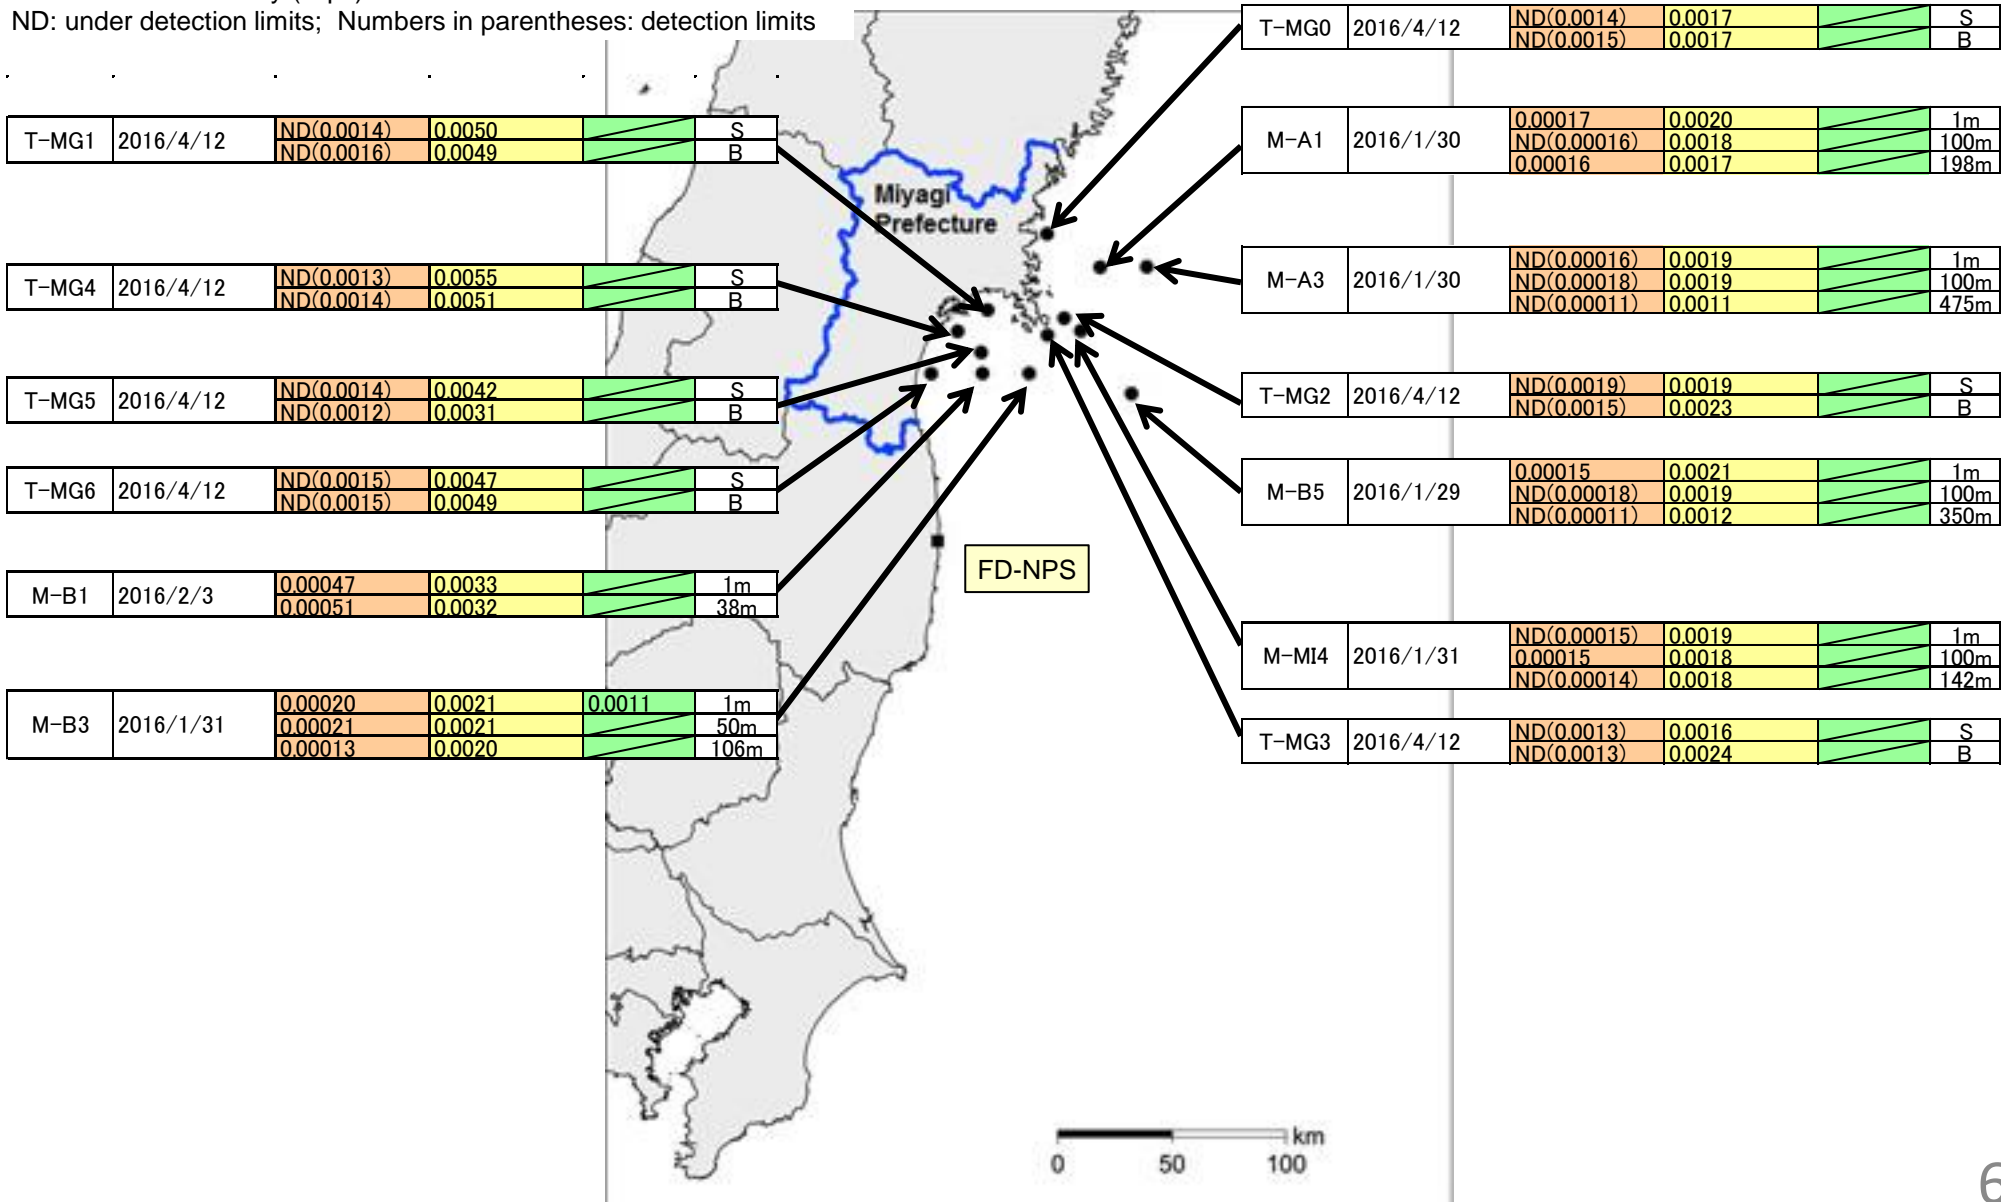 ND: under detection limits; Numbers in parentheses: detection limits
T-MG1 2016/4/12 ND(0.0014) 0.0050 S
ND(0.0016) 0.0049 B
T-MG4 2016/4/12 ND(0.0013) 0.0055 S
ND(0.0014) 0.0051 B
T-MG5 2016/4/12 ND(0.0014) 0.0042 S
ND(0.0012) 0.0031 B
T-MG6 2016/4/12 ND(0.0015) 0.0047 S
ND(0.0015) 0.0049 B
M-B1 2016/2/3 0.00047 0.0033 1m
0.00051 0.0032 38m
M-B3 2016/1/31 0.00020 0.0021 0.0011 1m
0.00021 0.0021 50m
0.00013 0.0020 106m
Miyagi
Prefecture
FD-NPS
T-MG0 2016/4/12 ND(0.0014) 0.0017 S
ND(0.0015) 0.0017 B
M-A1 2016/1/30 0.00017 0.0020 1m
ND(0.00016) 0.0018 100m
0.00016 0.0017 198m
M-A3 2016/1/30 ND(0.00016) 0.0019 1m
ND(0.00018) 0.0019 100m
ND(0.00011) 0.0011 475m
T-MG2 2016/4/12 ND(0.0019) 0.0019 S
ND(0.0015) 0.0023 B
M-B5 2016/1/29 0.00015 0.0021 1m
ND(0.00018) 0.0019 100m
ND(0.00011) 0.0012 350m
M-MI4 2016/1/31 ND(0.00015) 0.0019 1m
0.00015 0.0018 100m
ND(0.00014) 0.0018 142m
T-MG3 2016/4/12 ND(0.0013) 0.0016 S
ND(0.0013) 0.0024 B
km
0 50 100
6